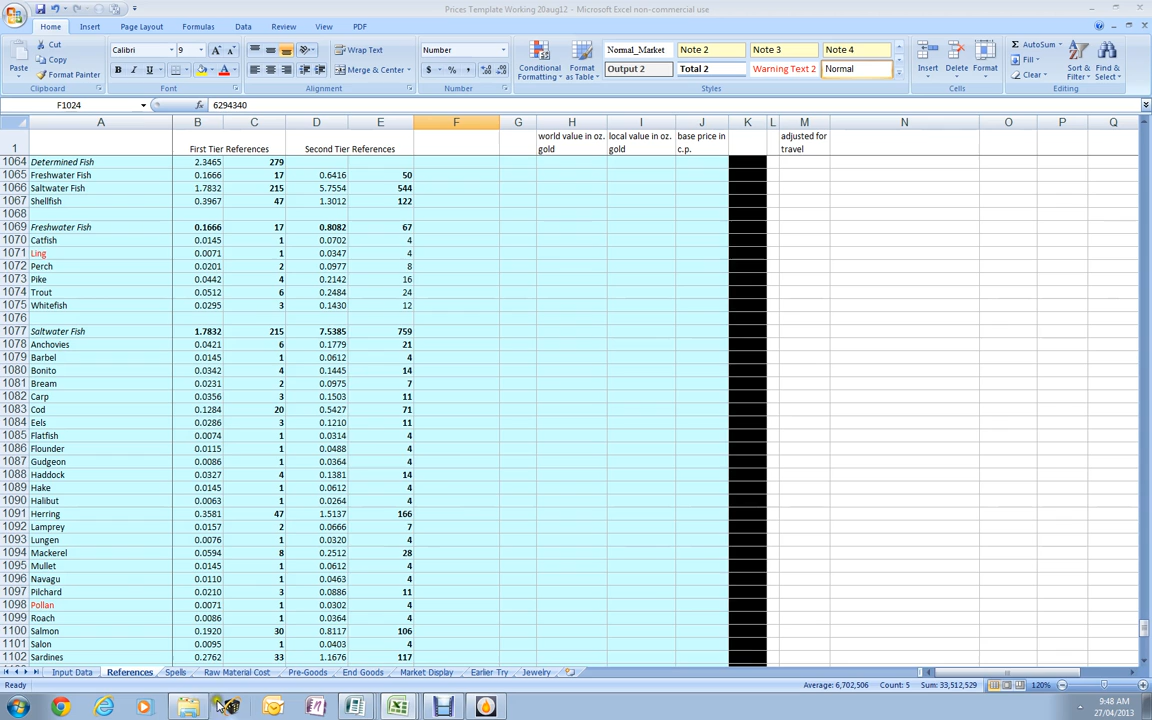 Prices Template Working 20aug12 - Microsoft Excel non-commercial use
Home Insert Page Layout Formulas Data Review View PDF
Cut
Copy
Format Painter
Paste
Calibri 9
B I U
Wrap Text
Merge & Center
Number
$ % ,
Conditional Formatting
Format as Table
Normal_Market Note 2 Note 3 Note 4
Output 2 Total 2 Warning Text 2 Normal
Insert Delete Format
AutoSum
Fill
Clear
Sort & Filter
Find & Select
Clipboard Font Alignment Number Styles Cells Editing
F1024 fx 6294340
A B C D E F G H I J K L M N O P Q
1 First Tier References Second Tier References world value in oz. gold local value in oz. gold base price in c.p. adjusted for travel
1064 Determined Fish 2.3465 279
1065 Freshwater Fish 0.1666 17 0.6416 50
1066 Saltwater Fish 1.7832 215 5.7554 544
1067 Shellfish 0.3967 47 1.3012 122
1068
1069 Freshwater Fish 0.1666 17 0.8082 67
1070 Catfish 0.0145 1 0.0702 4
1071 Ling 0.0071 1 0.0347 4
1072 Perch 0.0201 2 0.0977 8
1073 Pike 0.0442 4 0.2142 16
1074 Trout 0.0512 6 0.2484 24
1075 Whitefish 0.0295 3 0.1430 12
1076
1077 Saltwater Fish 1.7832 215 7.5385 759
1078 Anchovies 0.0421 6 0.1779 21
1079 Barbel 0.0145 1 0.0612 4
1080 Bonito 0.0342 4 0.1445 14
1081 Bream 0.0231 2 0.0975 7
1082 Carp 0.0356 3 0.1503 11
1083 Cod 0.1284 20 0.5427 71
1084 Eels 0.0286 3 0.1210 11
1085 Flatfish 0.0074 1 0.0314 4
1086 Flounder 0.0115 1 0.0488 4
1087 Gudgeon 0.0086 1 0.0364 4
1088 Haddock 0.0327 4 0.1381 14
1089 Hake 0.0145 1 0.0612 4
1090 Halibut 0.0063 1 0.0264 4
1091 Herring 0.3581 47 1.5137 166
1092 Lamprey 0.0157 2 0.0666 7
1093 Lungen 0.0076 1 0.0320 4
1094 Mackerel 0.0594 8 0.2512 28
1095 Mullet 0.0145 1 0.0612 4
1096 Navagu 0.0110 1 0.0463 4
1097 Pilchard 0.0210 3 0.0886 11
1098 Pollan 0.0071 1 0.0302 4
1099 Roach 0.0086 1 0.0364 4
1100 Salmon 0.1920 30 0.8117 106
1101 Salon 0.0095 1 0.0403 4
1102 Sardines 0.2762 33 1.1676 117
Input Data References Spells Raw Material Cost Pre-Goods End Goods Market Display Earlier Try Jewelry
Ready Average: 6,702,506 Count: 5 Sum: 33,512,529 120%
9:48 AM
27/04/2013